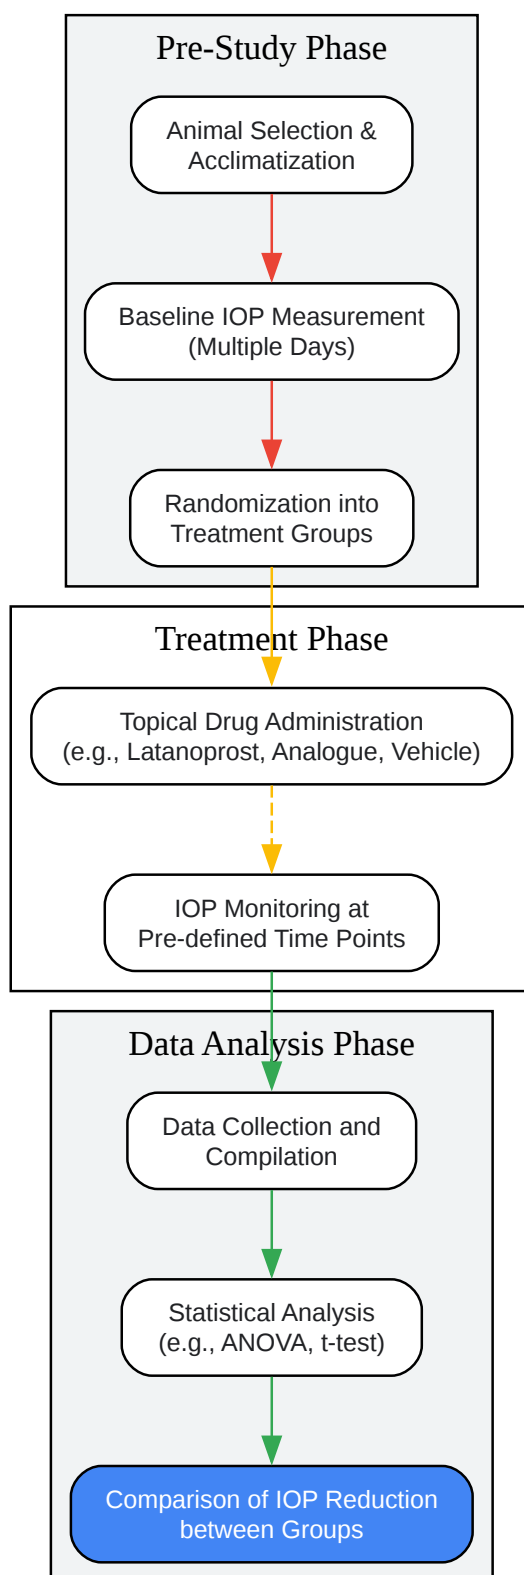 Pre-Study Phase
Animal Selection &
Acclimatization
Baseline IOP Measurement
(Multiple Days)
Randomization into
Treatment Groups
Treatment Phase
Topical Drug Administration
(e.g., Latanoprost, Analogue, Vehicle)
IOP Monitoring at
Pre-defined Time Points
Data Analysis Phase
Data Collection and
Compilation
Statistical Analysis
(e.g., ANOVA, t-test)
Comparison of IOP Reduction
between Groups